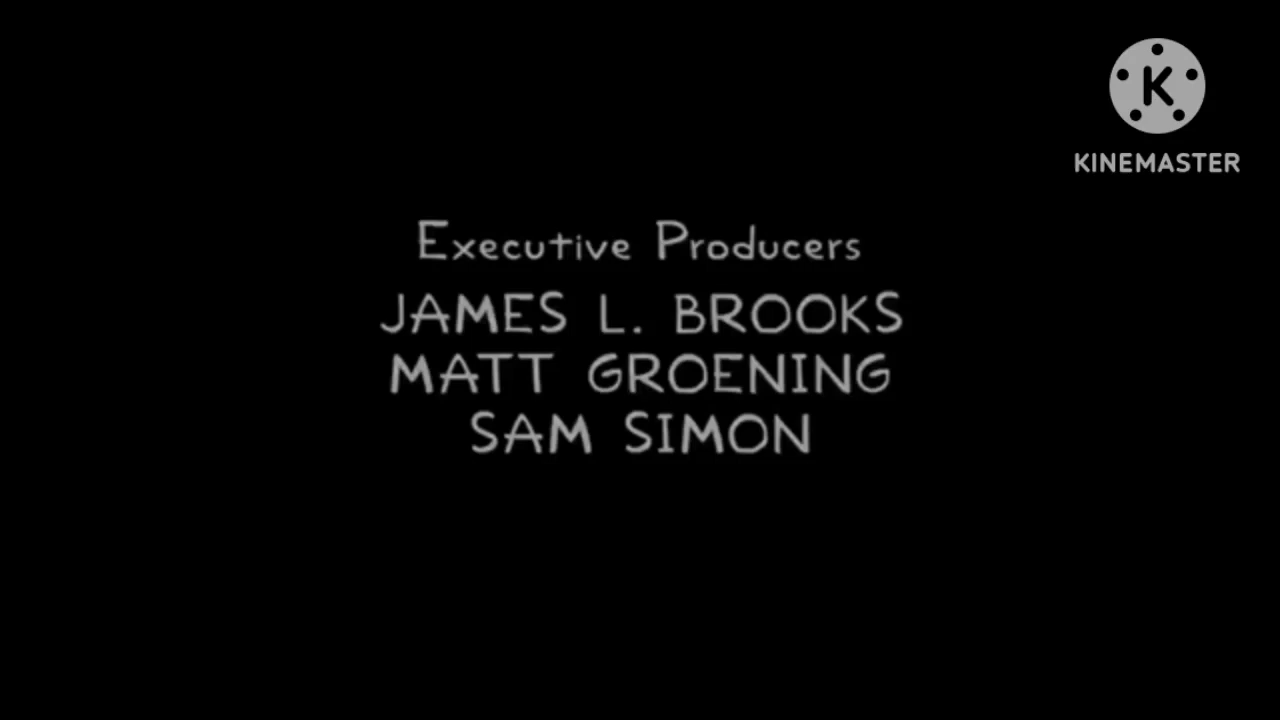 K
KINEMASTER
Executive Producers
JAMES L. BROOKS
MATT GROENING
SAM SIMON